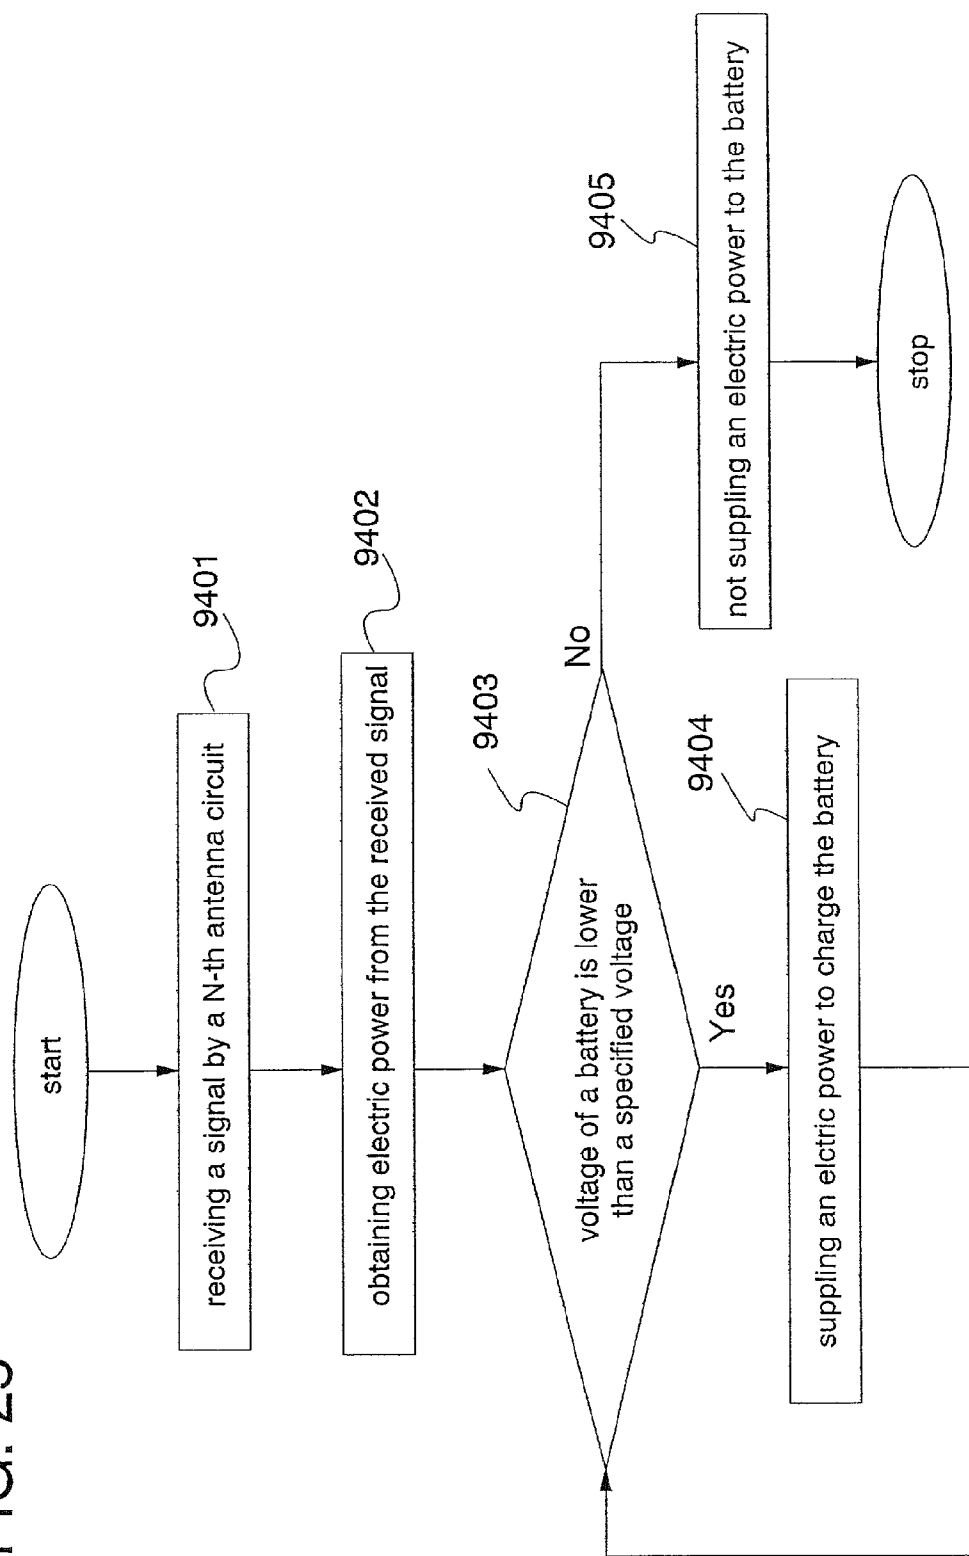 FIG.
start
receiving a signal by a N-th antenna circuit
9401
obtaining electric power from the received signal
9402
voltage of a battery is lower
than a specified voltage
9403
No
Yes
suppling an elctric power to charge the battery
9404
not suppling an electric power to the battery
9405
stop